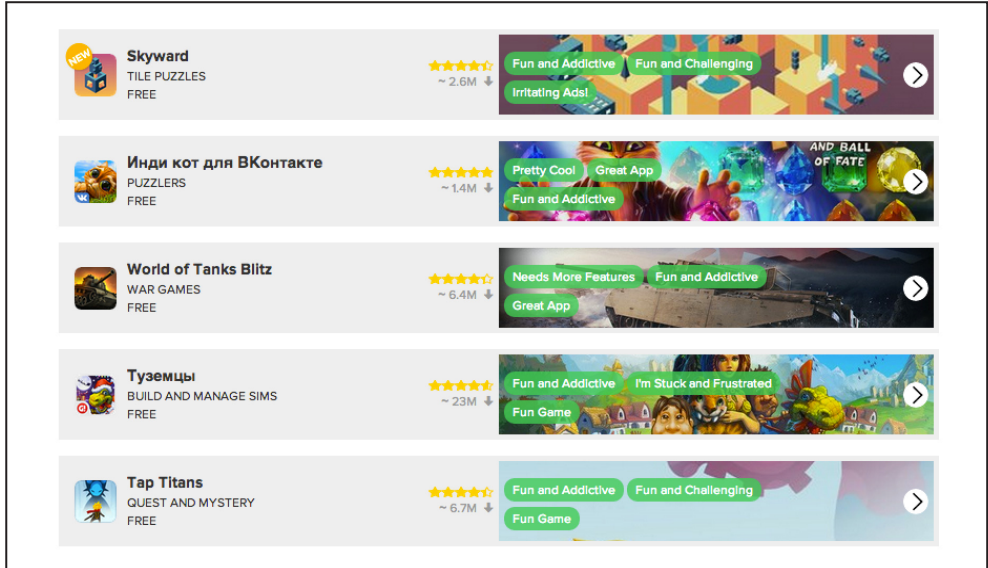 NEW
Skyward
TILE PUZZLES
FREE
~ 2.6M
Fun and Addictive Fun and Challenging
Irritating Ads!
Инди кот для ВКонтакте
PUZZLERS
FREE
~ 1.4M
AND BALL
OF FATE
Pretty Cool Great App
Fun and Addictive
World of Tanks Blitz
WAR GAMES
FREE
~ 6.4M
Needs More Features Fun and Addictive
Great App
Туземцы
BUILD AND MANAGE SIMS
FREE
~ 23M
Fun and Addictive I'm Stuck and Frustrated
Fun Game
Tap Titans
QUEST AND MYSTERY
FREE
~ 6.7M
Fun and Addictive Fun and Challenging
Fun Game